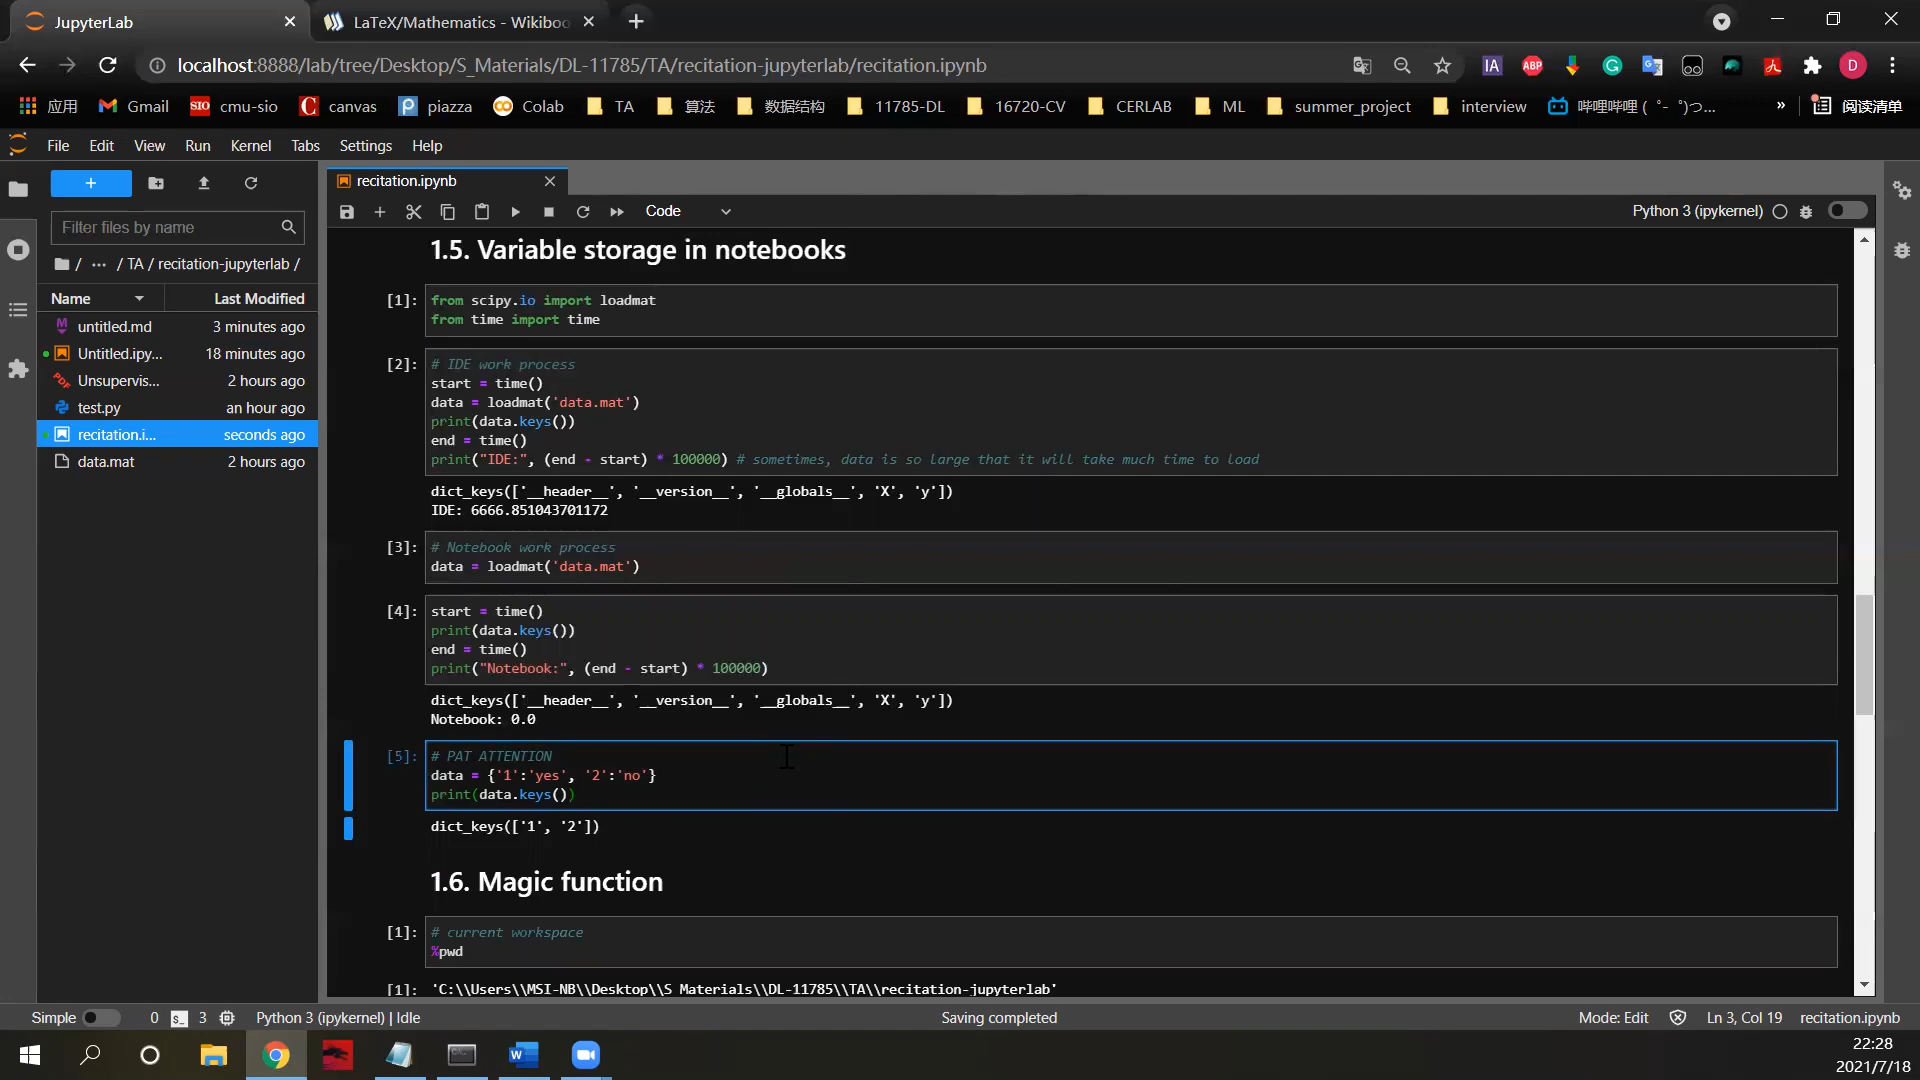 JupyterLab
LaTeX/Mathematics - Wikiboo
localhost:8888/lab/tree/Desktop/S_Materials/DL-11785/TA/recitation-jupyterlab/recitation.ipynb
IA
ABP
D
应用 Gmail SIO cmu-sio canvas piazza Colab TA 算法 数据结构 11785-DL 16720-CV CERLAB ML summer_project interview 哔哩哔哩 ( ゜- ゜)つ... » 阅读清单
File Edit View Run Kernel Tabs Settings Help
recitation.ipynb
Filter files by name
Code
Python 3 (ipykernel)
/ ··· / TA / recitation-jupyterlab /
Name Last Modified
untitled.md 3 minutes ago
Untitled.ipy... 18 minutes ago
Unsupervis... 2 hours ago
test.py an hour ago
recitation.i... seconds ago
data.mat 2 hours ago
1.5. Variable storage in notebooks
[1]: from scipy.io import loadmat
from time import time
[2]: # IDE work process
start = time()
data = loadmat('data.mat')
print(data.keys())
end = time()
print("IDE:", (end - start) * 100000) # sometimes, data is so large that it will take much time to load
dict_keys(['__header__', '__version__', '__globals__', 'X', 'y'])
IDE: 6666.851043701172
[3]: # Notebook work process
data = loadmat('data.mat')
[4]: start = time()
print(data.keys())
end = time()
print("Notebook:", (end - start) * 100000)
dict_keys(['__header__', '__version__', '__globals__', 'X', 'y'])
Notebook: 0.0
[5]: # PAT ATTENTION
data = {'1':'yes', '2':'no'}
print(data.keys())
dict_keys(['1', '2'])
1.6. Magic function
[1]: # current workspace
%pwd
[1]: 'C:\\Users\\MSI-NB\\Desktop\\S_Materials\\DL-11785\\TA\\recitation-jupyterlab'
Simple 0 3 Python 3 (ipykernel) | Idle Saving completed Mode: Edit Ln 3, Col 19 recitation.ipynb
22:28
2021/7/18